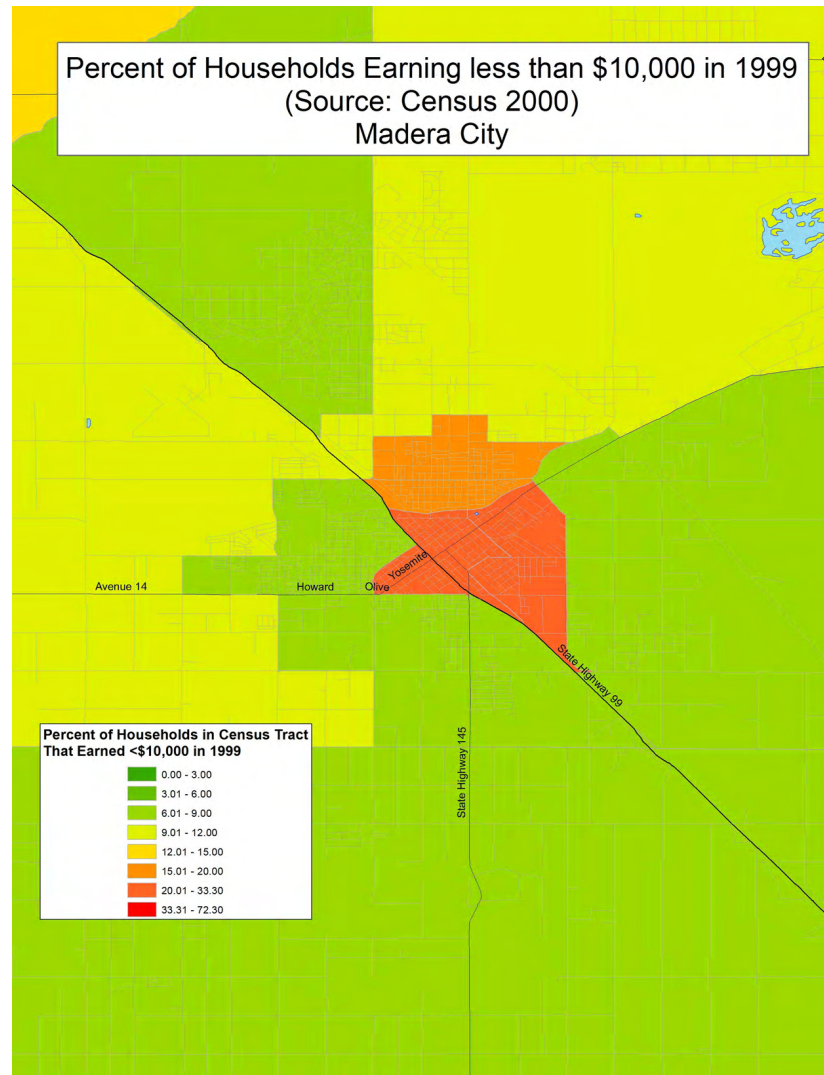 Percent of Households Earning less than $10,000 in 1999
(Source: Census 2000)
Madera City
Yosemite
Avenue 14
Howard
Olive
State Highway 99
State Highway 145
Percent of Households in Census Tract
That Earned <$10,000 in 1999
0.00 - 3.00
3.01 - 6.00
6.01 - 9.00
9.01 - 12.00
12.01 - 15.00
15.01 - 20.00
20.01 - 33.30
33.31 - 72.30